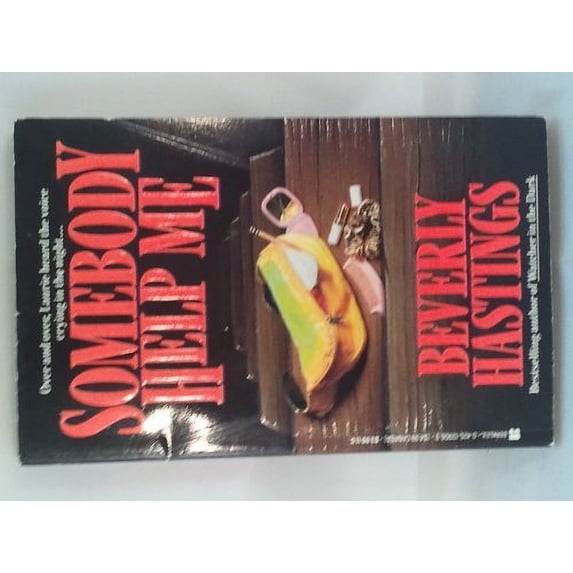 Over and over, Laurie heard the voice
crying in the night...
SOMEBODY
HELP ME
BEVERLY
HASTINGS
Bestselling author of Watcher in the Dark